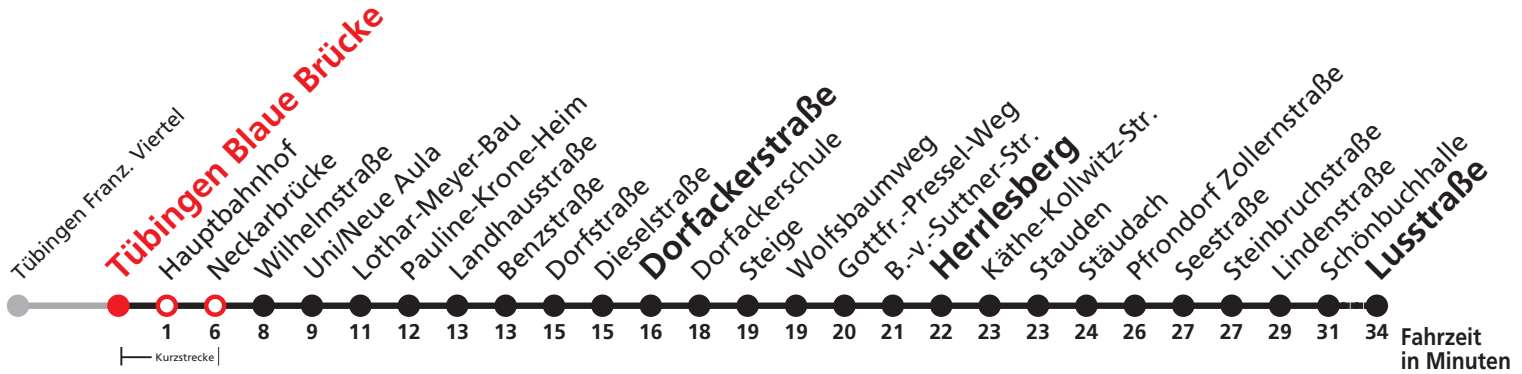 Tübingen Franz. Viertel
Tübingen Blaue Brücke
Hauptbahnhof
Neckarbrücke
Wilhelmstraße
Uni/Neue Aula
Lothar-Meyer-Bau
Pauline-Krone-Heim
Landhausstraße
Benzstraße
Dorfstraße
Dieselstraße
Dorfackerstraße
Dorfackerschule
Steige
Wolfsbaumweg
Gottfr.-Pressel-Weg
B.-v.-Suttner-Str.
Herrlesberg
Käthe-Kollwitz-Str.
Stauden
Stäudach
Pfrondorf Zollernstraße
Seestraße
Steinbruchstraße
Lindenstraße
Schönbuchhalle
Lusstraße
1 6 8 9 11 12 13 13 15 15 16 18 19 19 20 21 22 23 23 24 26 27 27 29 31 34
Fahrzeit
in Minuten
Kurzstrecke